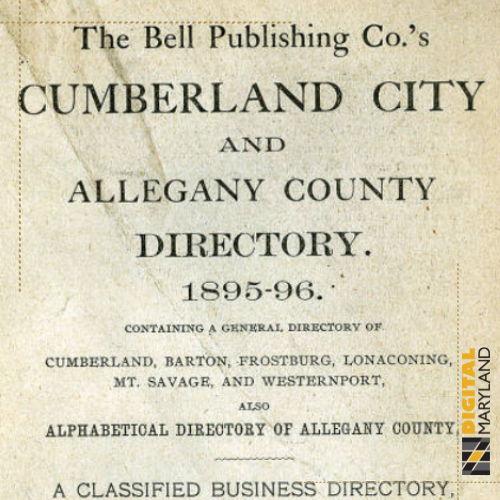 The Bell Publishing Co.'s
CUMBERLAND CITY
AND
ALLEGANY COUNTY
DIRECTORY.
1895-96.
CONTAINING A GENERAL DIRECTORY OF
CUMBERLAND, BARTON, FROSTBURG, LONACONING,
MT. SAVAGE, AND WESTERNPORT,
ALSO
ALPHABETICAL DIRECTORY OF ALLEGANY COUNTY,
A CLASSIFIED BUSINESS DIRECTORY,
DIGITAL
MARYLAND